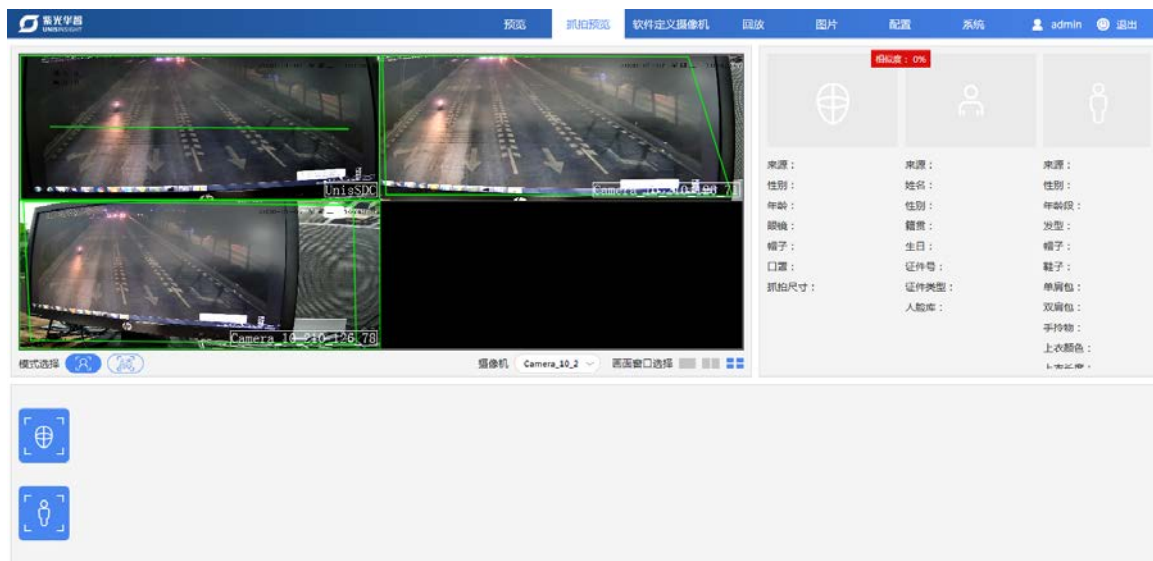 紫光华智
UNISINSIGHT
预览 抓拍预览 软件定义摄像机 回放 图片 配置 系统 admin 退出
相似度： 0%
UnisSDC
Camera_10_210_126_78
来源： 来源： 来源：
性别： 姓名： 性别：
年龄： 性别： 年龄段：
眼镜： 籍贯： 发型：
帽子： 生日： 帽子：
口罩： 证件号： 鞋子：
抓拍尺寸： 证件类型： 单肩包：
人脸库： 双肩包：
手拎物：
上衣颜色：
上衣长度：
模式选择 摄像机 Camera_10_2 画面窗口选择